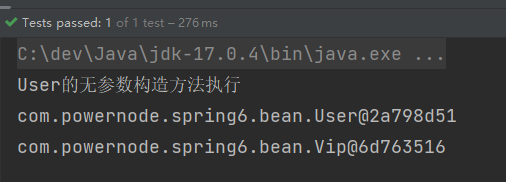 Tests passed: 1 of 1 test – 276 ms
C:\dev\Java\jdk-17.0.4\bin\java.exe ...
User的无参数构造方法执行
com.powernode.spring6.bean.User@2a798d51
com.powernode.spring6.bean.Vip@6d763516